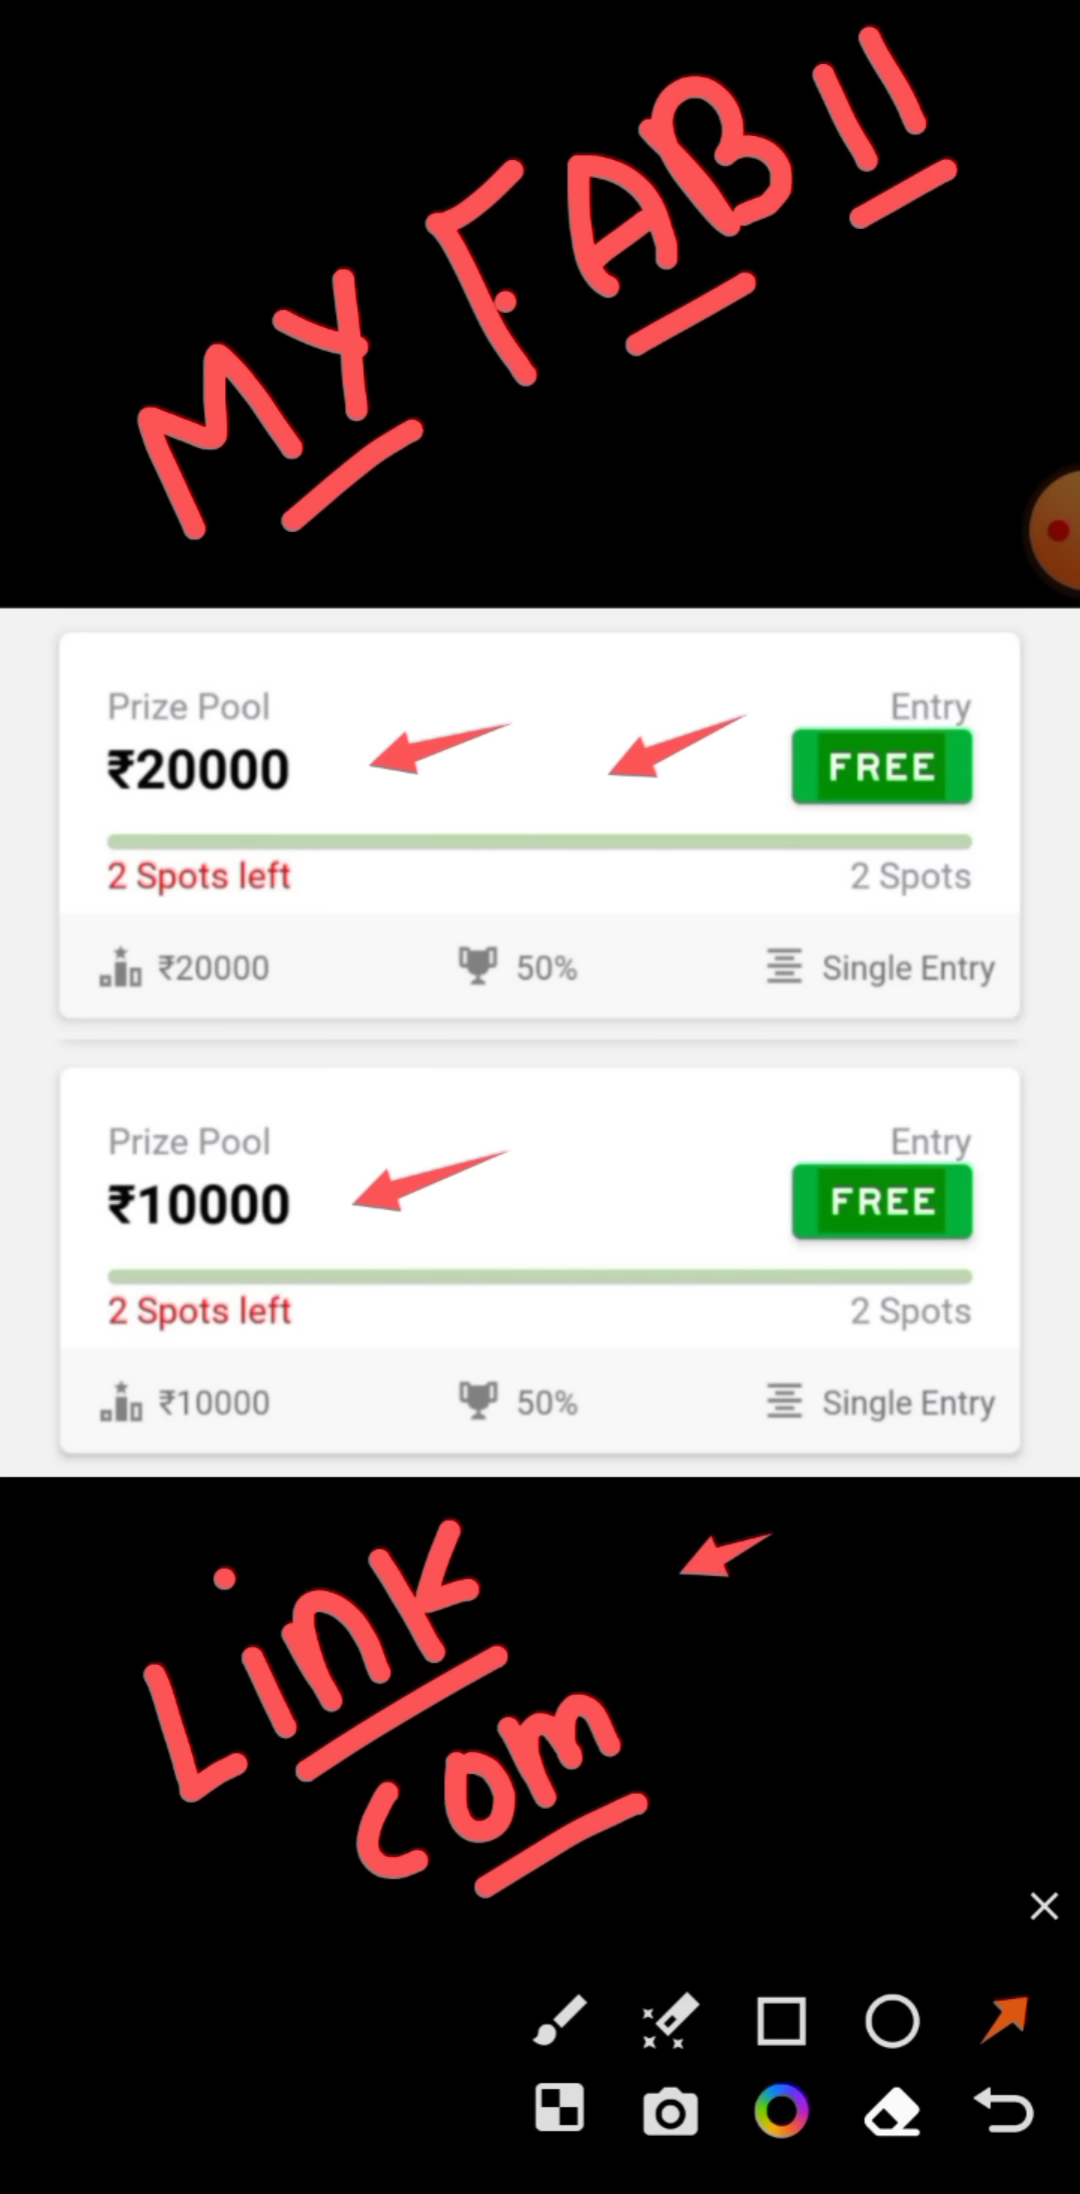 MY FAB !!
Prize Pool Entry
₹20000 FREE
2 Spots left 2 Spots
₹20000 50% Single Entry
Prize Pool Entry
₹10000 FREE
2 Spots left 2 Spots
₹10000 50% Single Entry
Link
com